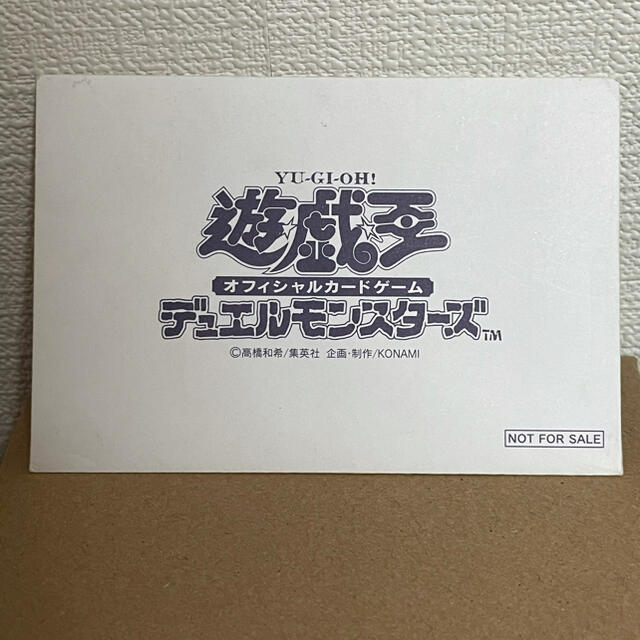 YU-GI-OH!
遊☆戯☆王
オフィシャルカードゲーム
デュエルモンスターズ™
©高橋和希/集英社 企画・制作/KONAMI
NOT FOR SALE